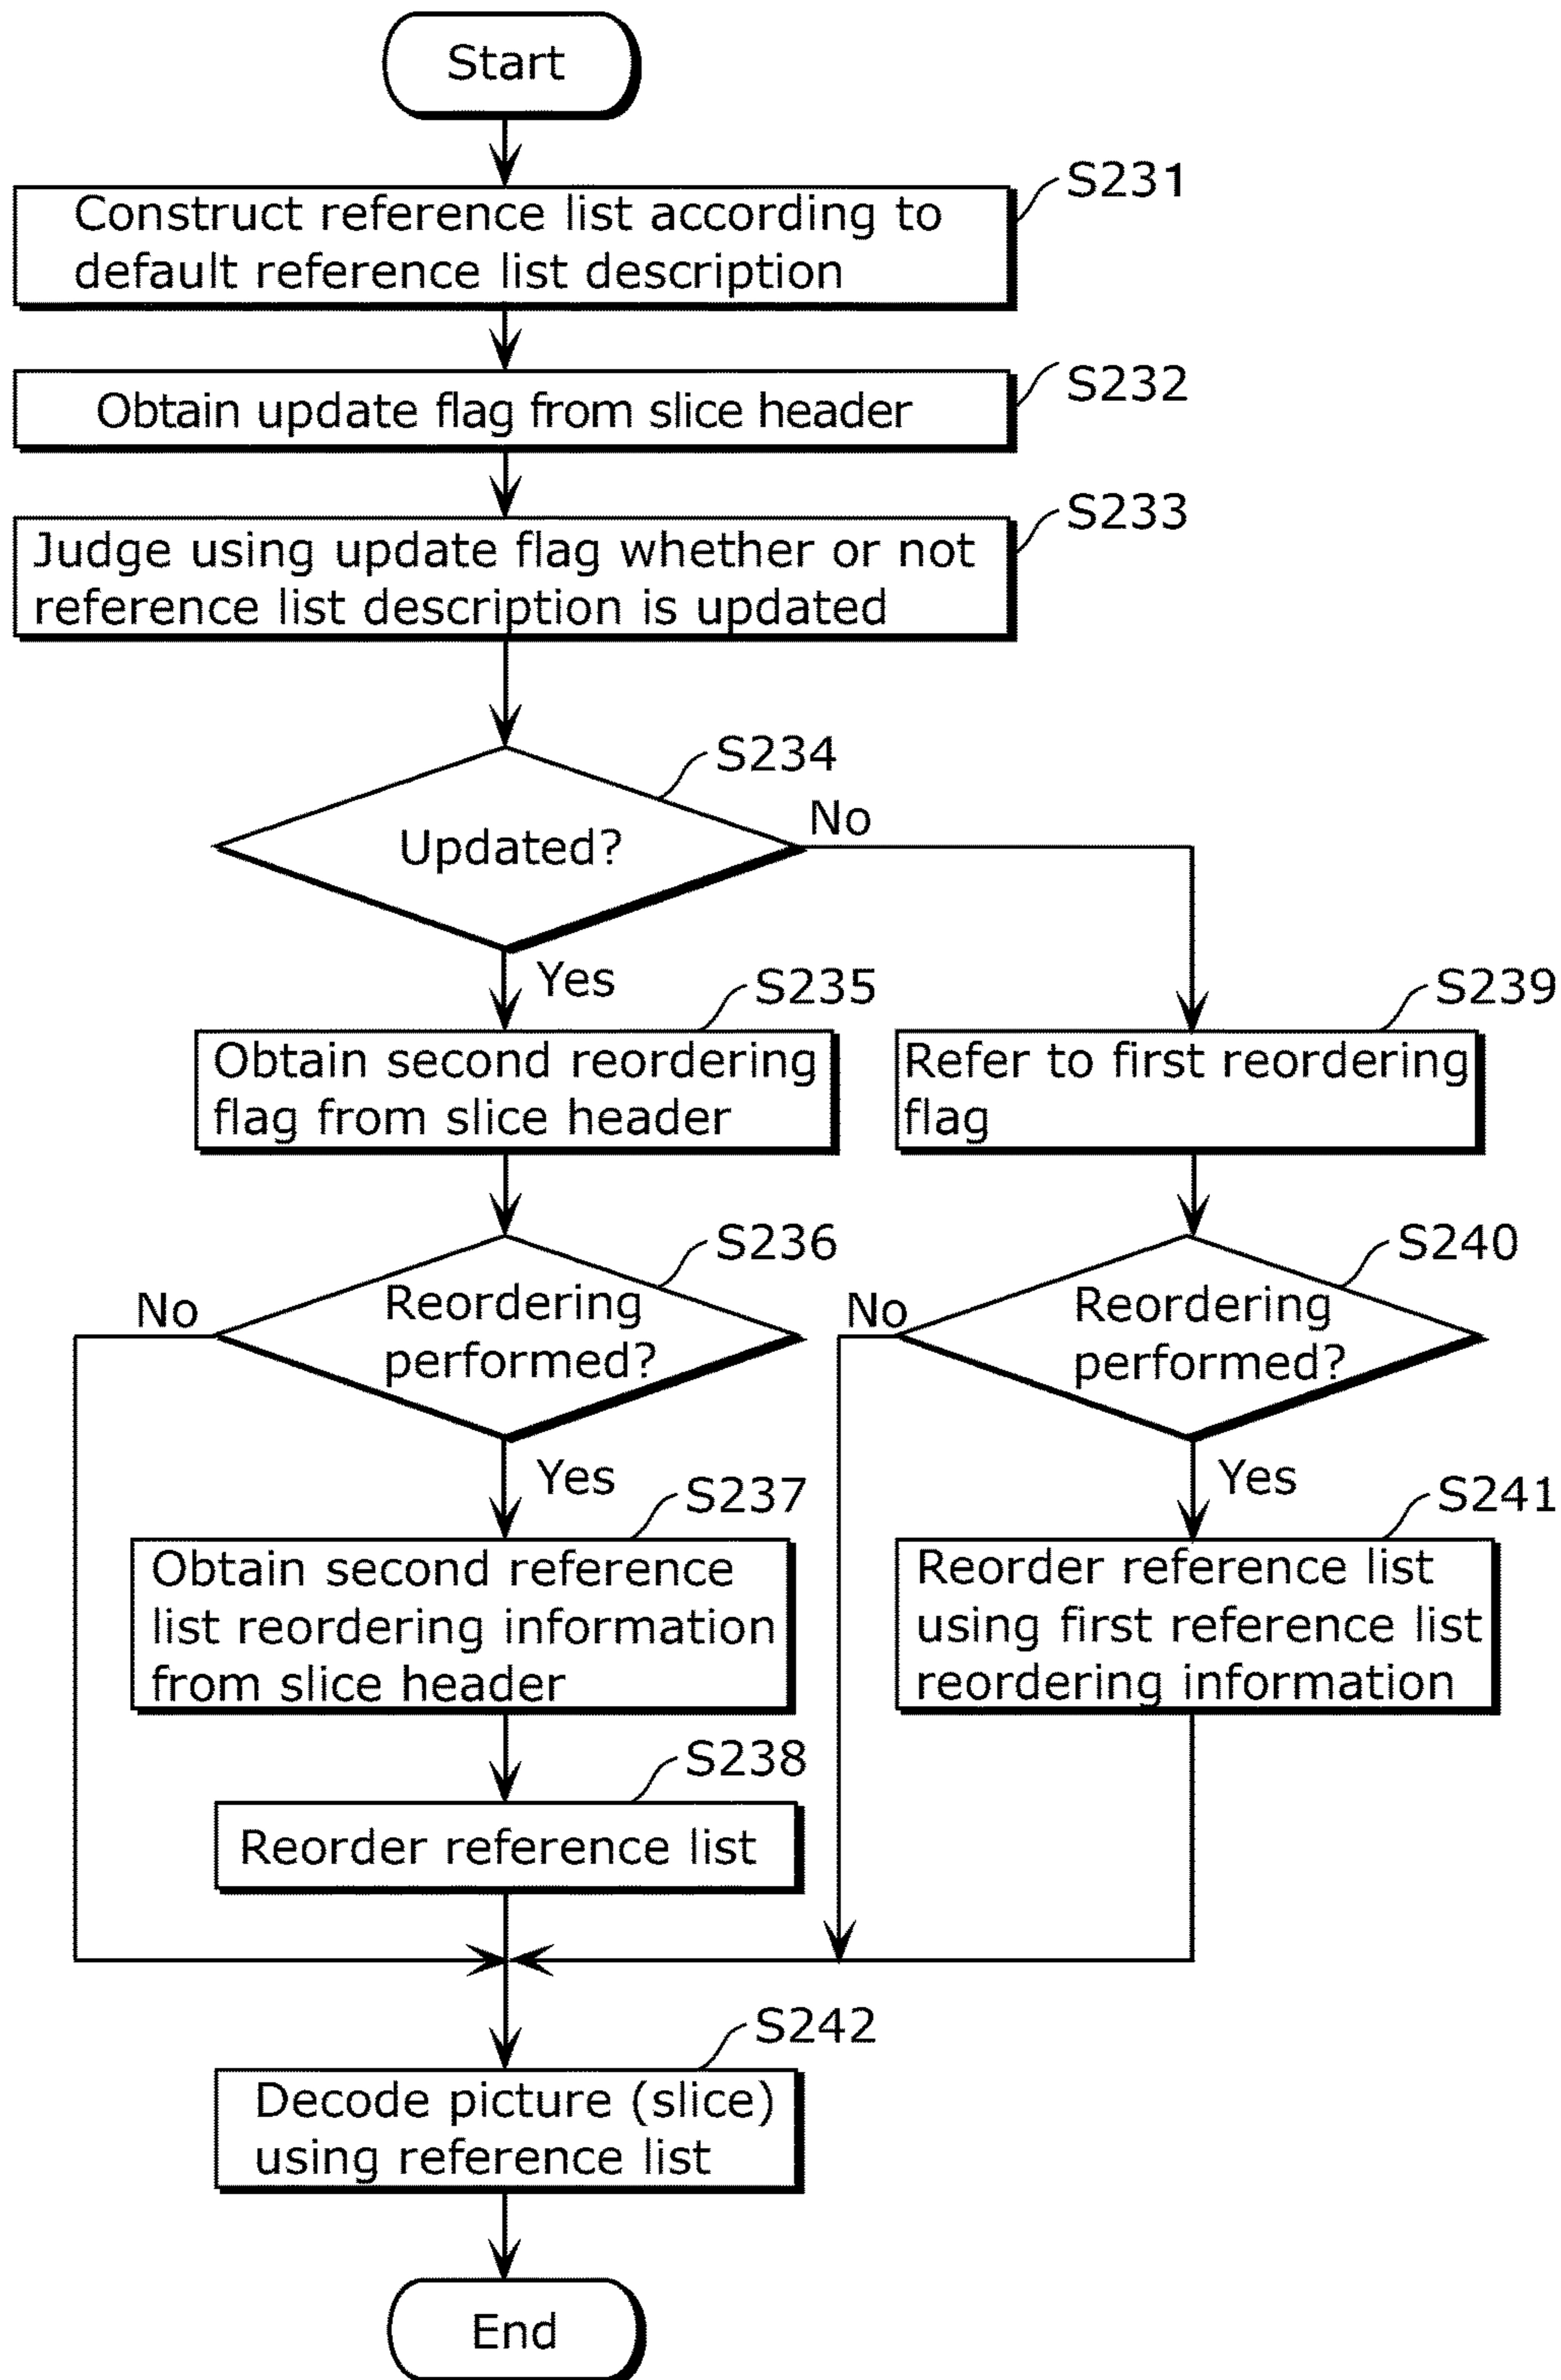 Start
S231
Construct reference list according to
default reference list description
S232
Obtain update flag from slice header
S233
Judge using update flag whether or not
reference list description is updated
S234
Updated?
No
Yes
S235
Obtain second reordering
flag from slice header
S239
Refer to first reordering
flag
S236
Reordering
performed?
No
Yes
S240
Reordering
performed?
No
Yes
S237
Obtain second reference
list reordering information
from slice header
S241
Reorder reference list
using first reference list
reordering information
S238
Reorder reference list
S242
Decode picture (slice)
using reference list
End